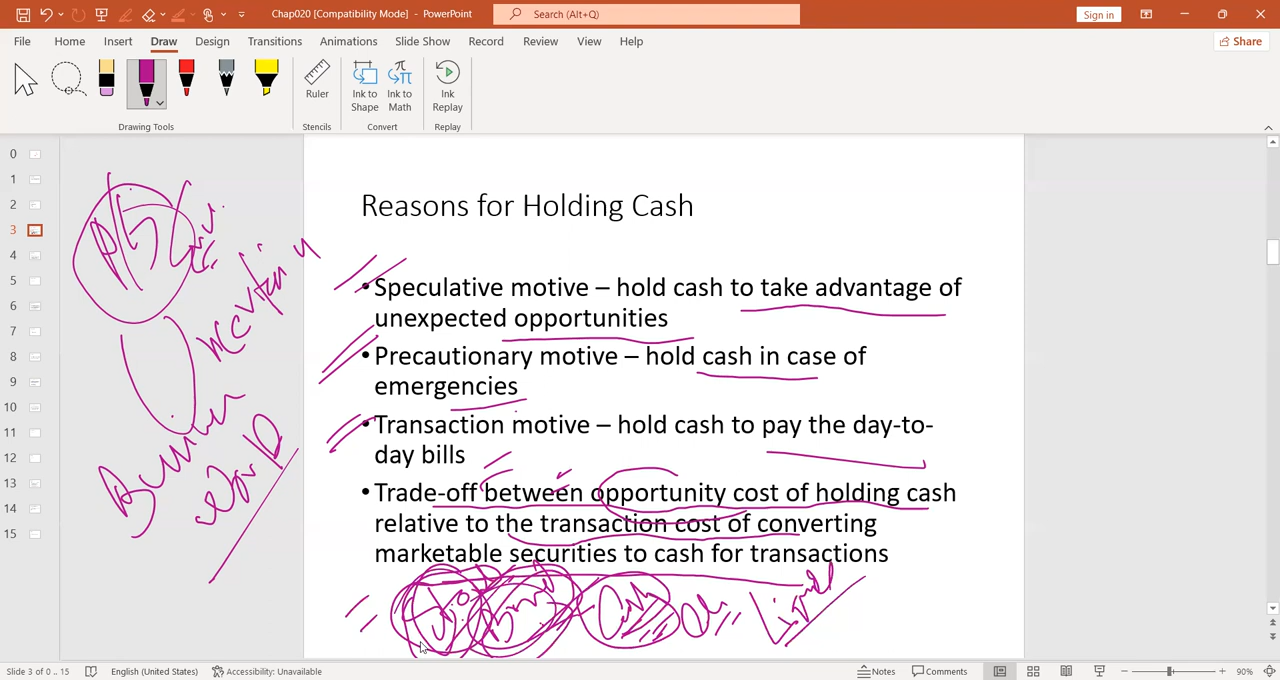 Chap020 [Compatibility Mode] - PowerPoint
Search (Alt+Q)
Sign in
File Home Insert Draw Design Transitions Animations Slide Show Record Review View Help
Share
Ruler
Ink to Shape
Ink to Math
Ink Replay
Drawing Tools
Stencils
Convert
Replay
0
1
2
3
4
5
6
7
8
9
10
11
12
13
14
15
Reasons for Holding Cash
•Speculative motive – hold cash to take advantage of
unexpected opportunities
•Precautionary motive – hold cash in case of
emergencies
•Transaction motive – hold cash to pay the day-to-
day bills
•Trade-off between opportunity cost of holding cash
relative to the transaction cost of converting
marketable securities to cash for transactions
World
Cash
Liquid
Slide 3 of 0 .. 15
English (United States)
Accessibility: Unavailable
Notes
Comments
90%